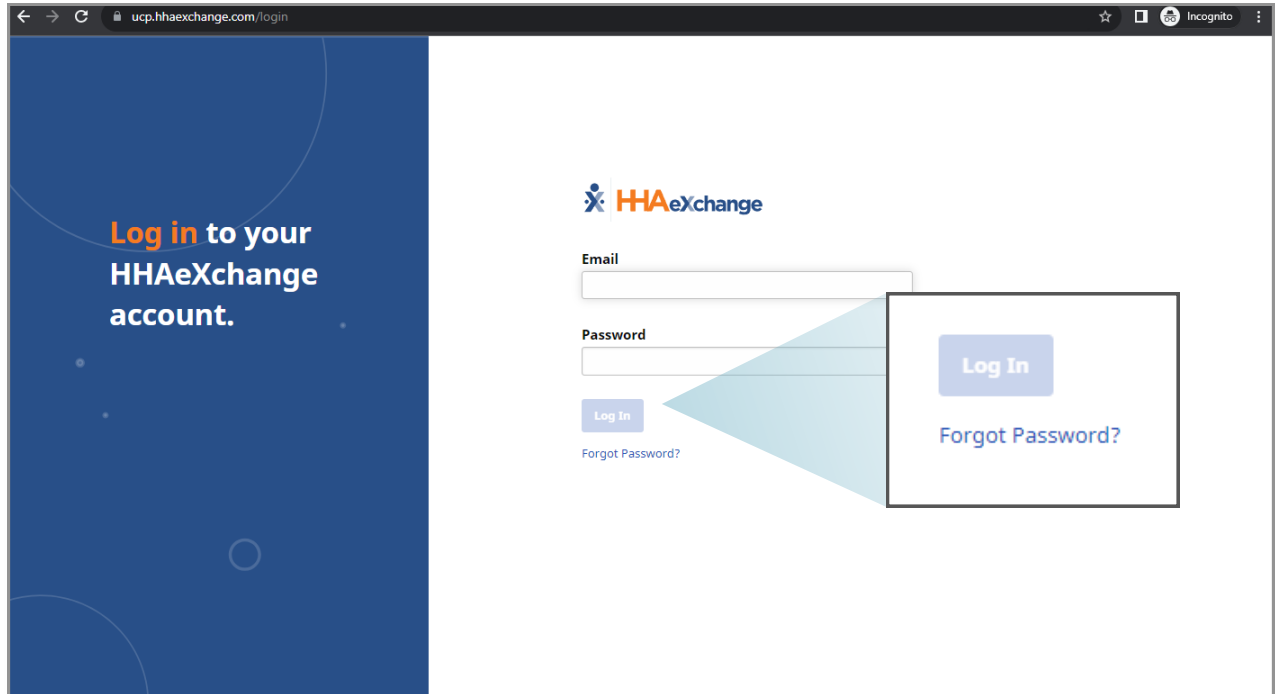 ucp.hhaexchange.com/login
Incognito
Log in to your
HHAeXchange
account.
HHAeXchange
Email
Password
Log In
Forgot Password?
Log In
Forgot Password?